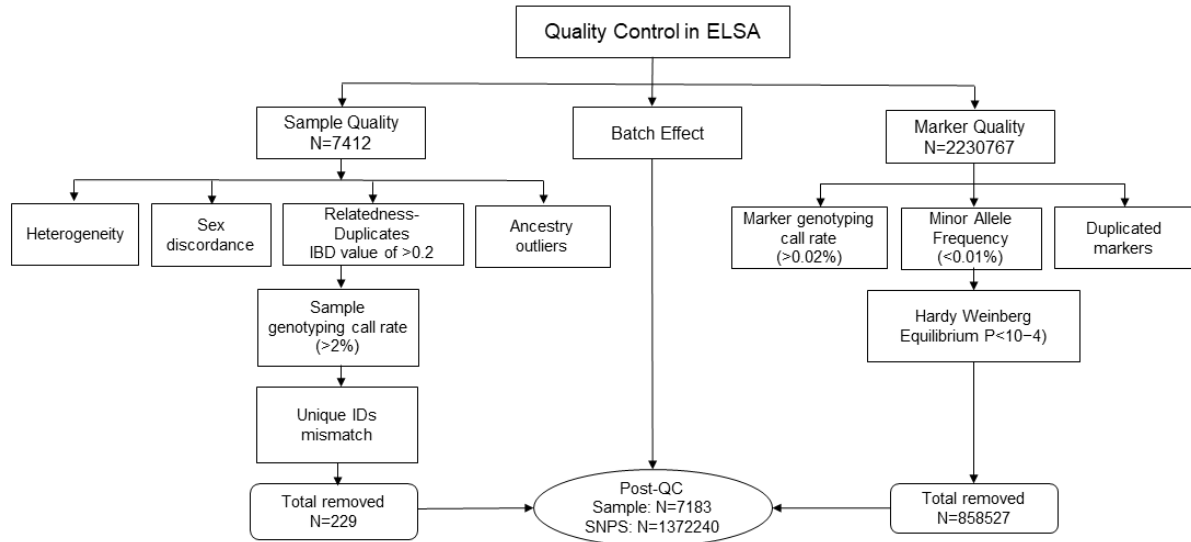 Quality Control in ELSA
Sample Quality
N=7412
Batch Effect
Marker Quality
N=2230767
Heterogeneity
Sex
discordance
Relatedness-
Duplicates
IBD value of >0.2
Ancestry
outliers
Marker genotyping
call rate
(>0.02%)
Minor Allele
Frequency
(<0.01%)
Duplicated
markers
Sample
genotyping call rate
(>2%)
Hardy Weinberg
Equilibrium P<10−4)
Unique IDs
mismatch
Total removed
N=229
Post-QC
Sample: N=7183
SNPS: N=1372240
Total removed
N=858527